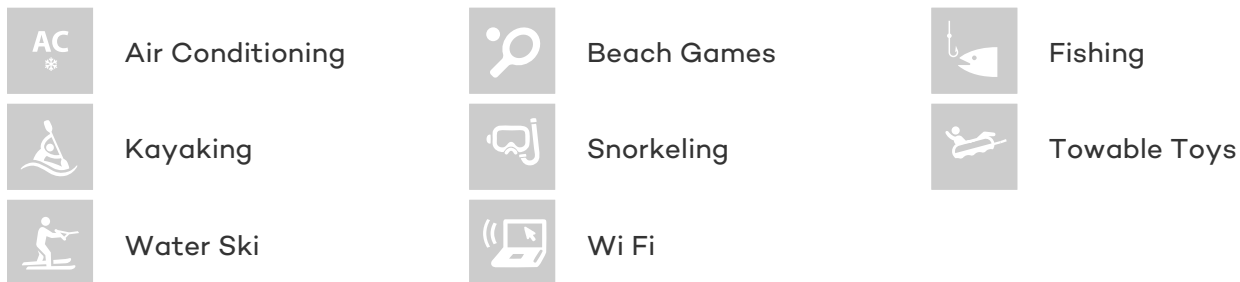 AC
Air Conditioning
Beach Games
Fishing
Kayaking
Snorkeling
Towable Toys
Water Ski
Wi Fi